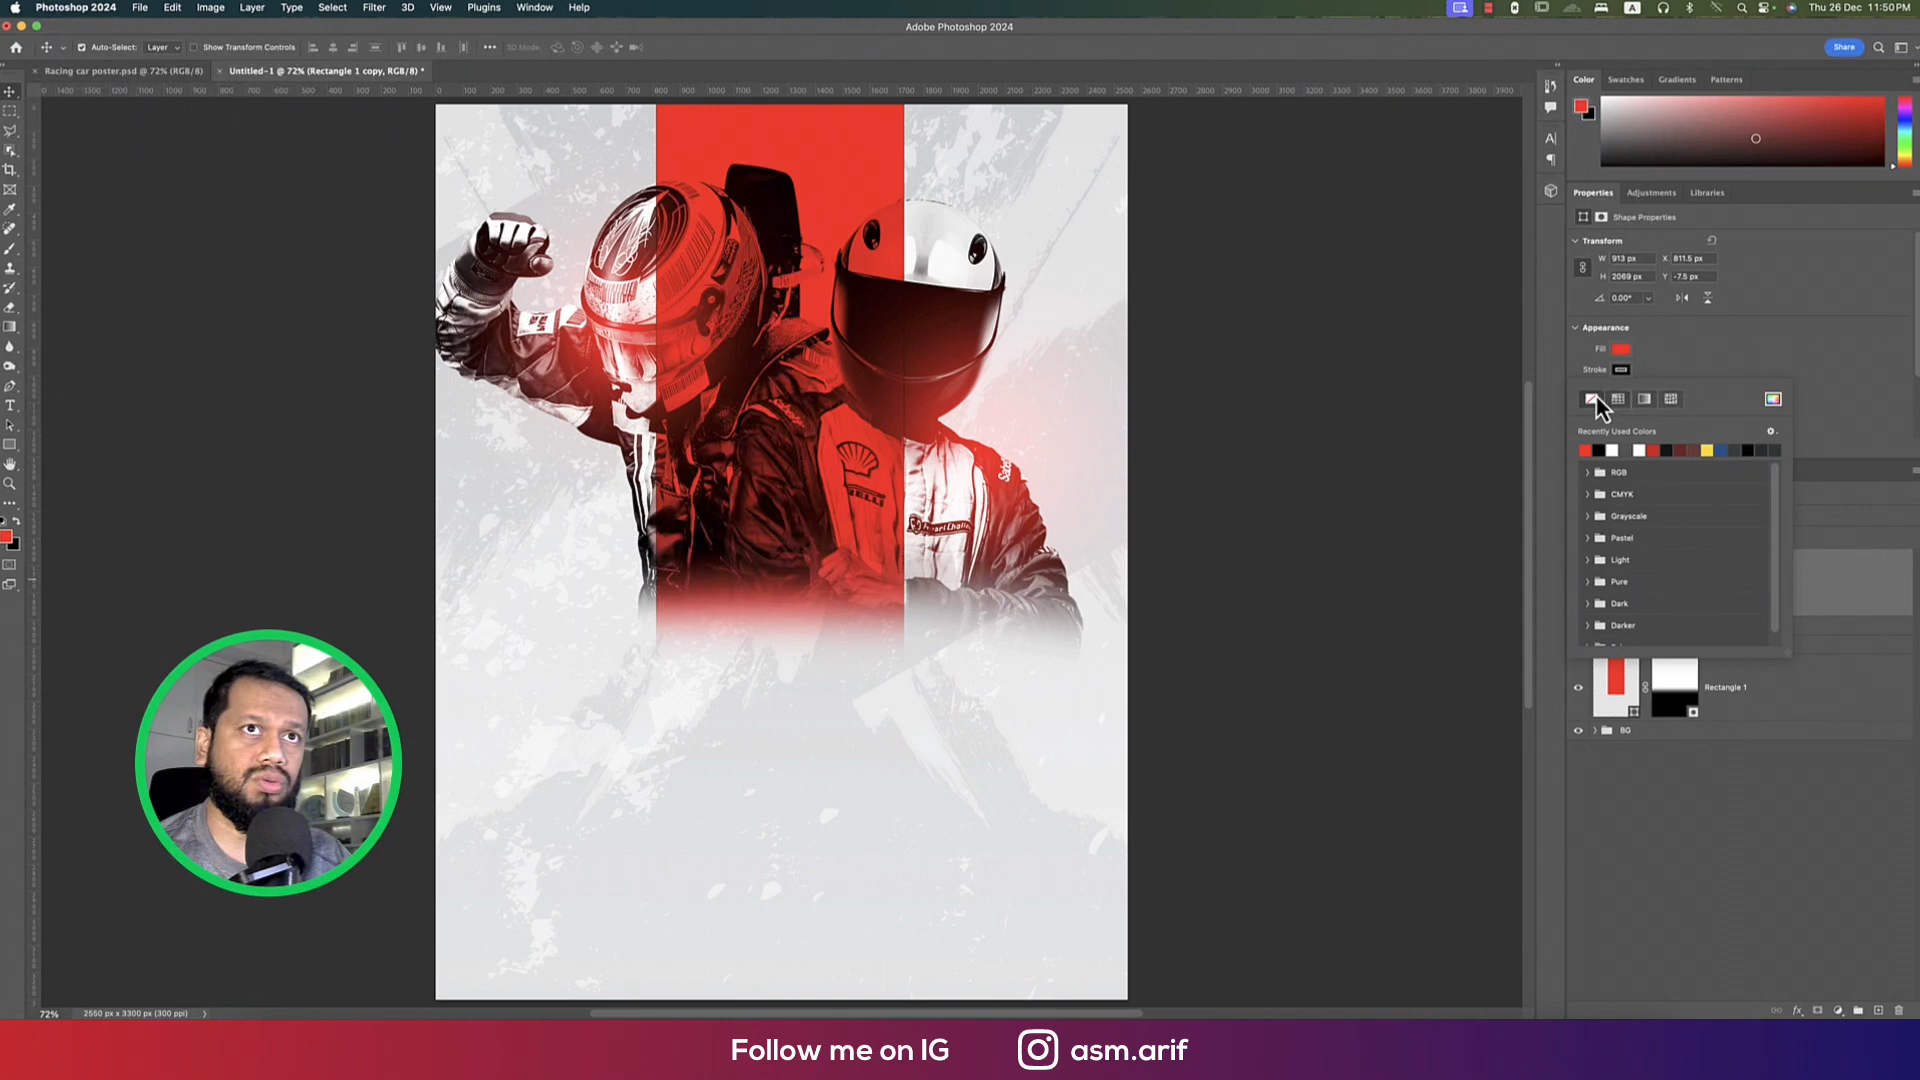 Photoshop 2024 File Edit Image Layer Type Select Filter 3D View Plugins Window Help
A Thu 26 Dec 11:50 PM
Adobe Photoshop 2024
Auto-Select: Layer Show Transform Controls 3D Mode: Share
Racing car poster.psd @ 72% (RGB/8)
Untitled-1 @ 72% (Rectangle 1 copy, RGB/8) *
Color Swatches Gradients Patterns
Properties Adjustments Libraries
Shape Properties
Transform
W 913 px X 811.5 px
H 2069 px Y -7.5 px
0.00°
Appearance
Fill
Stroke
Recently Used Colors
RGB
CMYK
Grayscale
Pastel
Light
Pure
Dark
Darker
Rectangle 1
BG
72% 2550 px x 3300 px (300 ppi)
Follow me on IG asm.arif